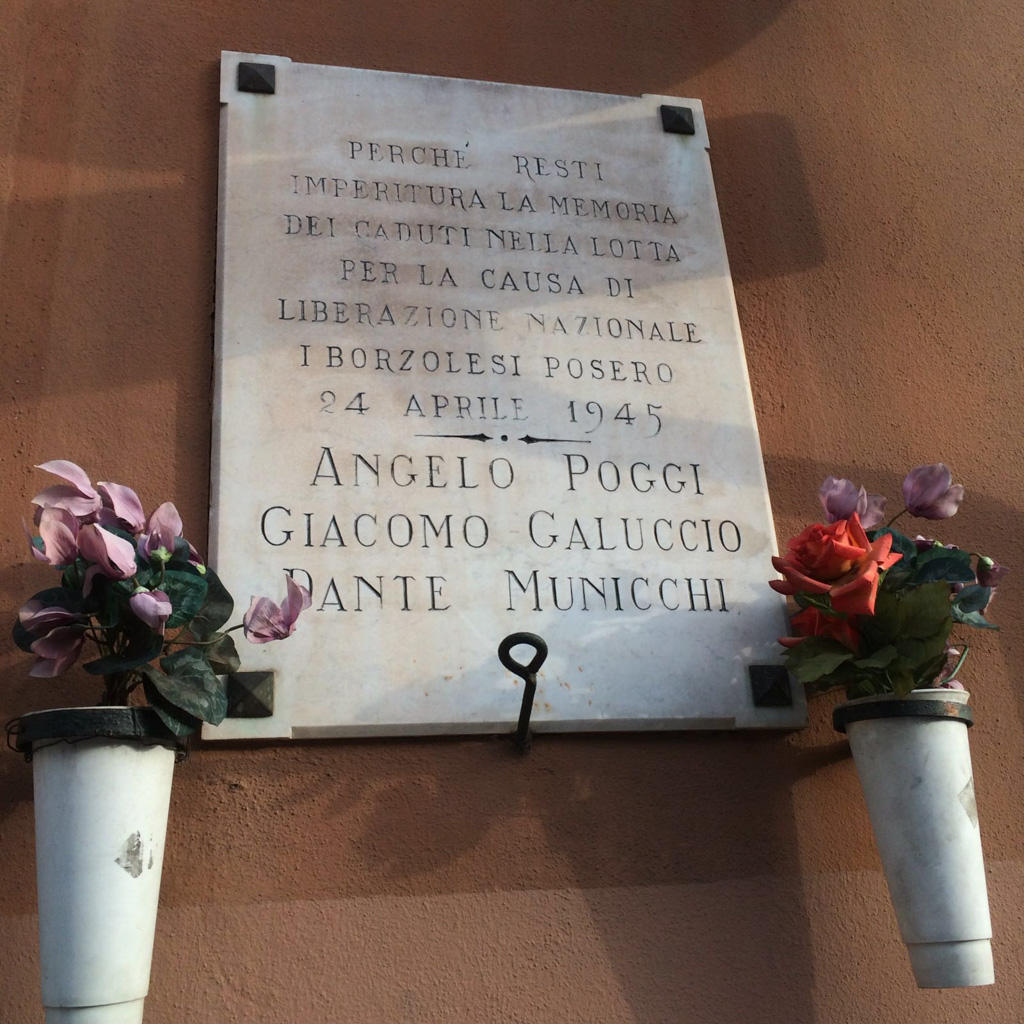 PERCHÈ RESTI
IMPERITURA LA MEMORIA
DEI CADUTI NELLA LOTTA
PER LA CAUSA DI
LIBERAZIONE NAZIONALE
I BORZOLESI POSERO
24 APRILE 1945
ANGELO POGGI
GIACOMO GALUCCIO
DANTE MUNICCHI